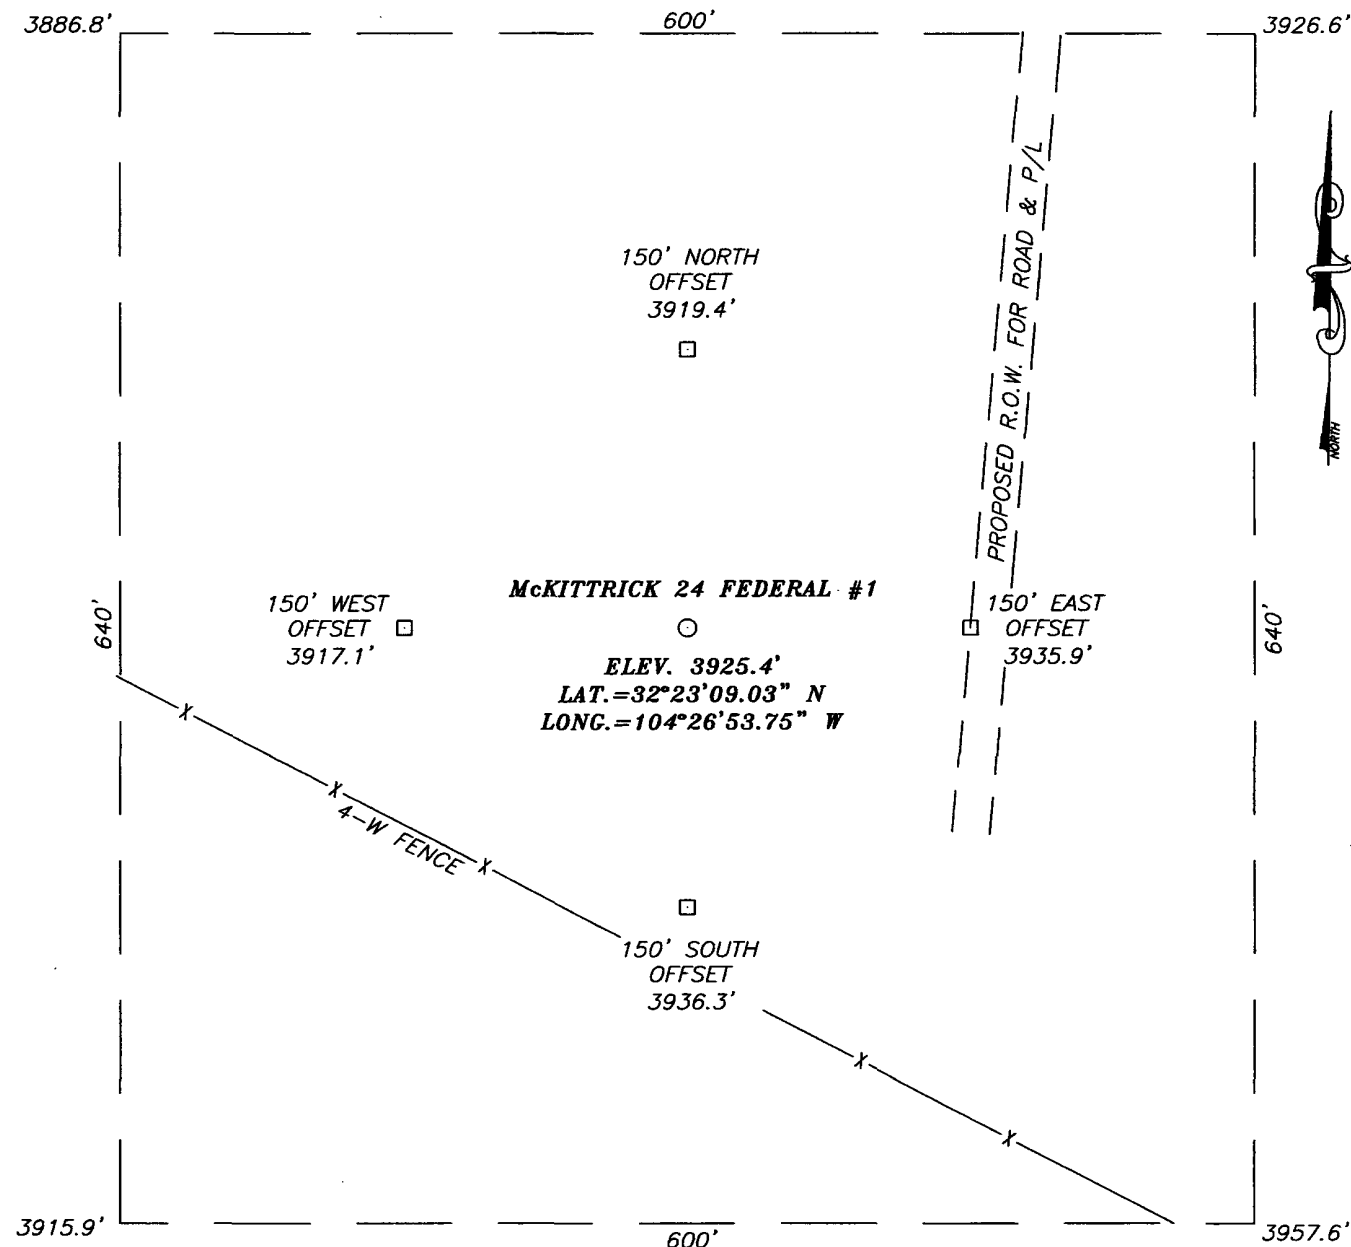 3886.8'
600'
3926.6'
PROPOSED R.O.W. FOR ROAD & P/L
NORTH
150' NORTH
OFFSET
3919.4'
640'
150' WEST
OFFSET
3917.1'
McKITTRICK 24 FEDERAL #1
ELEV. 3925.4'
LAT.=32°23'09.03" N
LONG.=104°26'53.75" W
150' EAST
OFFSET
3935.9'
640'
4-W FENCE
150' SOUTH
OFFSET
3936.3'
3915.9'
600'
3957.6'